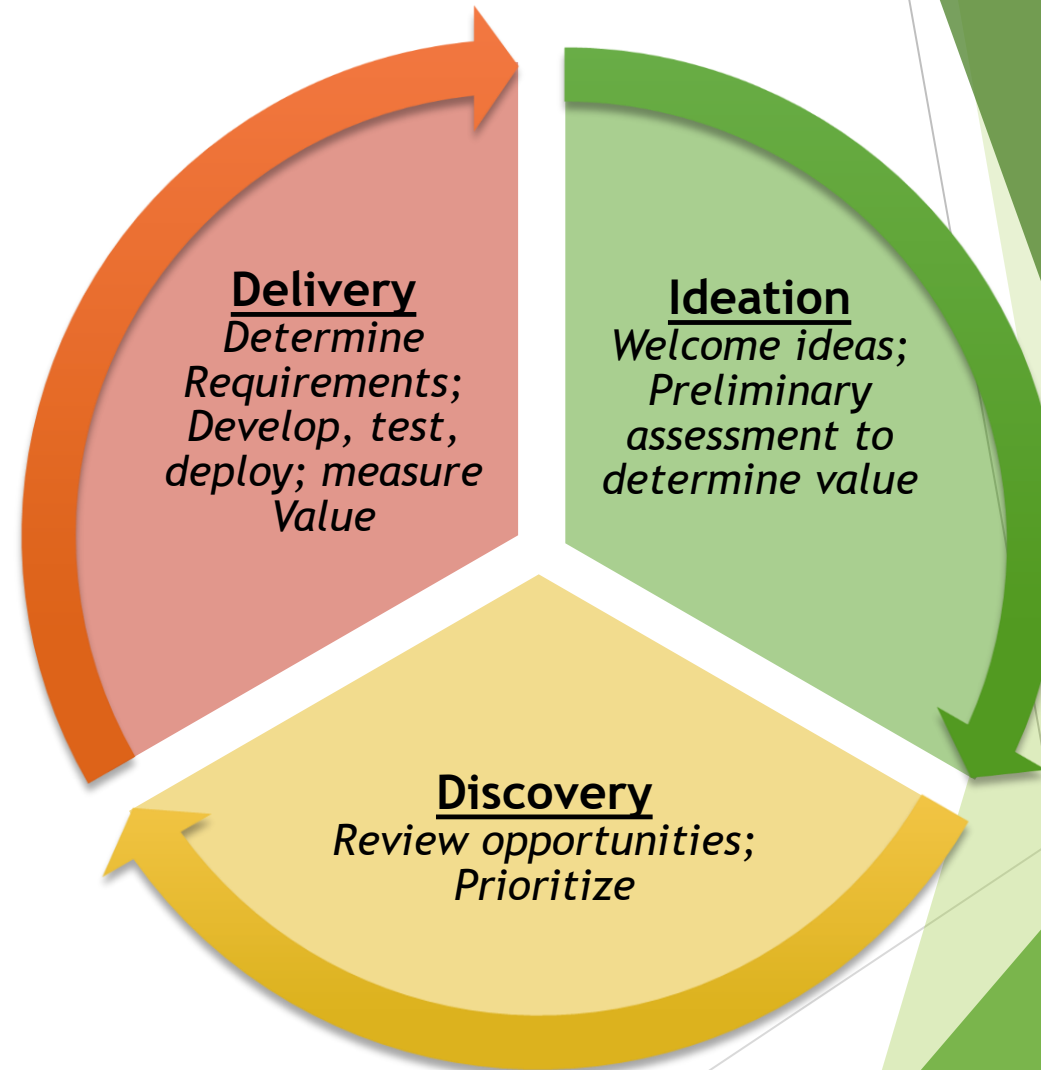 Delivery
Determine
Requirements;
Develop, test,
deploy; measure
Value
Ideation
Welcome ideas;
Preliminary
assessment to
determine value
Discovery
Review opportunities;
Prioritize